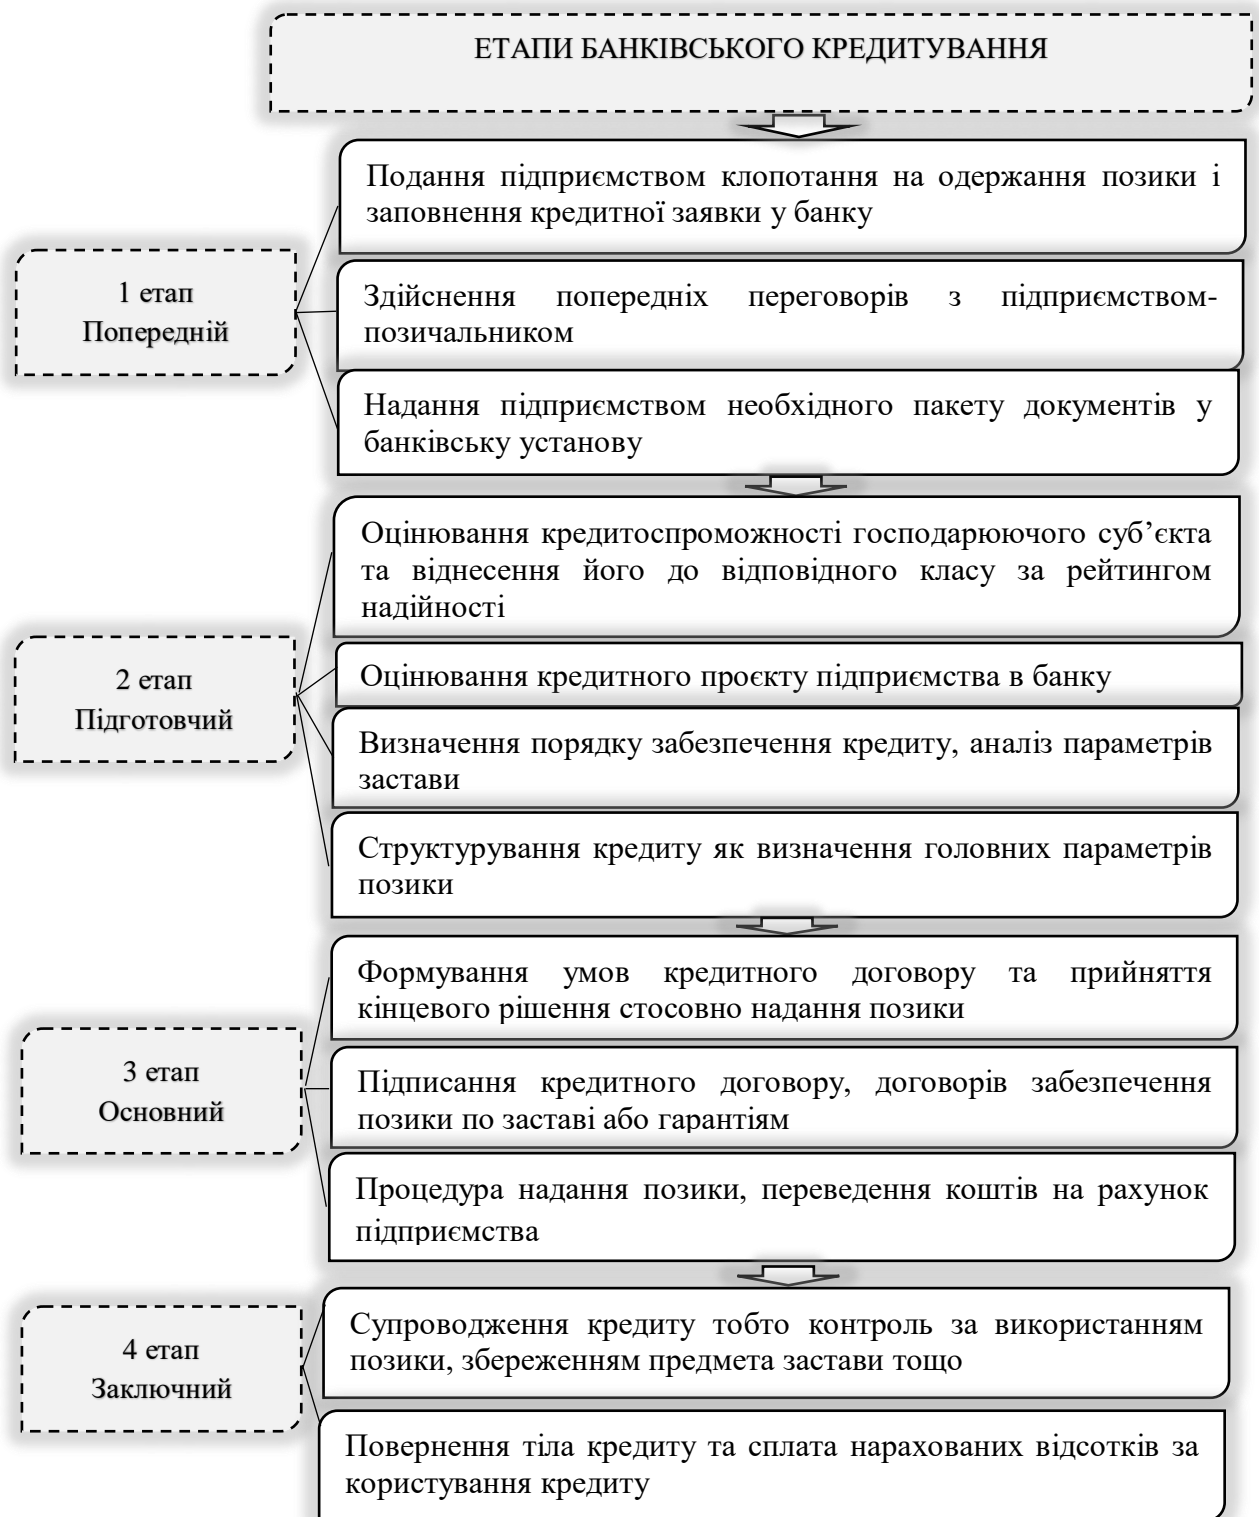 ЕТАПИ БАНКІВСЬКОГО КРЕДИТУВАННЯ
1 етап
Попередній
Подання підприємством клопотання на одержання позики і
заповнення кредитної заявки у банку
Здійснення попередніх переговорів з підприємством-
позичальником
Надання підприємством необхідного пакету документів у
банківську установу
2 етап
Підготовчий
Оцінювання кредитоспроможності господарюючого суб’єкта
та віднесення його до відповідного класу за рейтингом
надійності
Оцінювання кредитного проєкту підприємства в банку
Визначення порядку забезпечення кредиту, аналіз параметрів
застави
Структурування кредиту як визначення головних параметрів
позики
3 етап
Основний
Формування умов кредитного договору та прийняття
кінцевого рішення стосовно надання позики
Підписання кредитного договору, договорів забезпечення
позики по заставі або гарантіям
Процедура надання позики, переведення коштів на рахунок
підприємства
4 етап
Заключний
Супроводження кредиту тобто контроль за використанням
позики, збереженням предмета застави тощо
Повернення тіла кредиту та сплата нарахованих відсотків за
користування кредиту